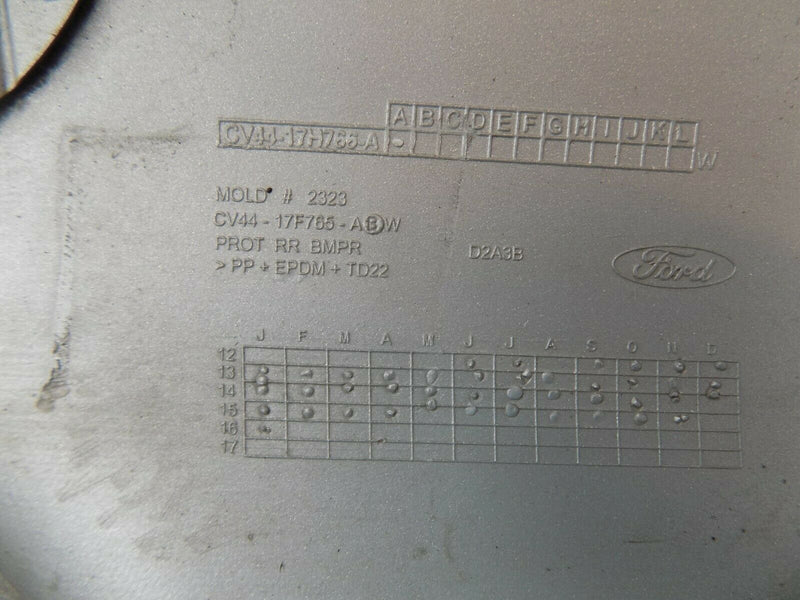 A B C D E F G H I J K L
CV44-17H765-A - W
MOLD # 2323
CV44 - 17F765 - A B W
PROT RR BMPR
> PP + EPDM + TD22
D2A3B
Ford
J F M A M J J A S O N D
12
13
14
15
16
17